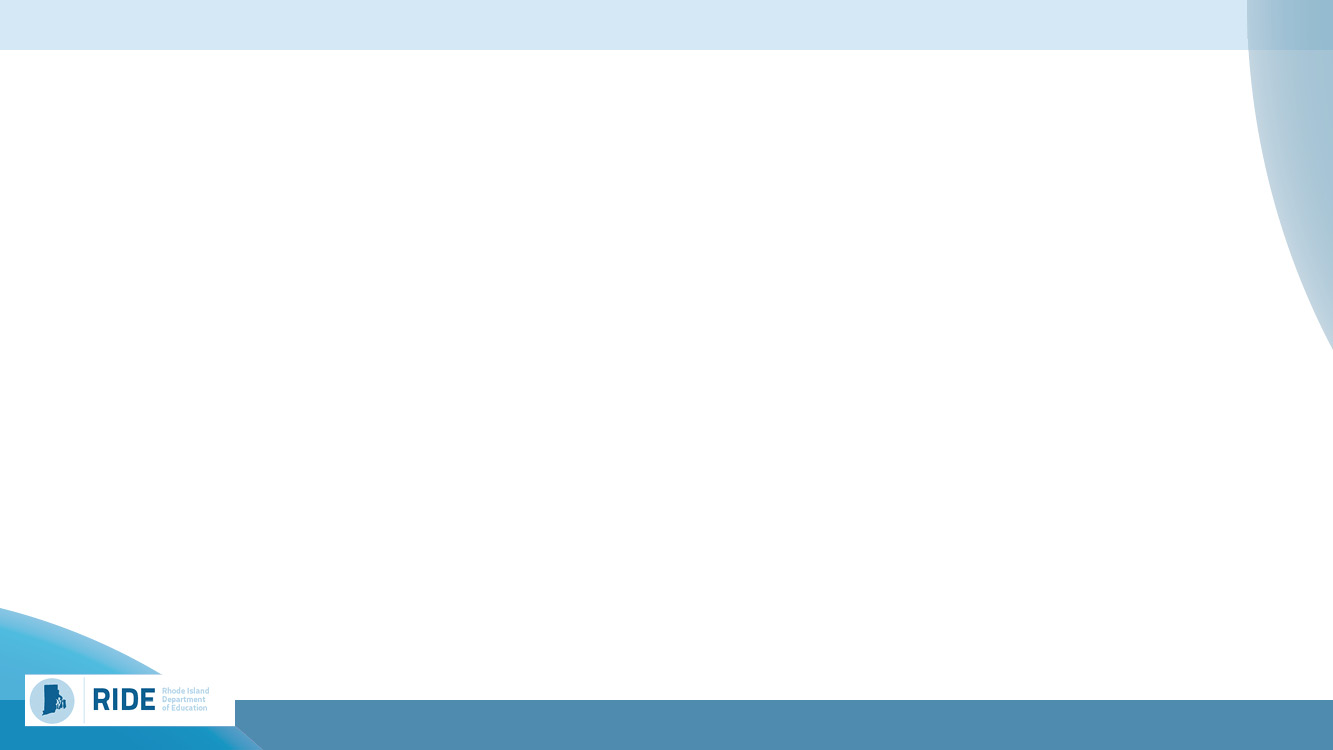 RIDE
Rhode Island
Department
of Education